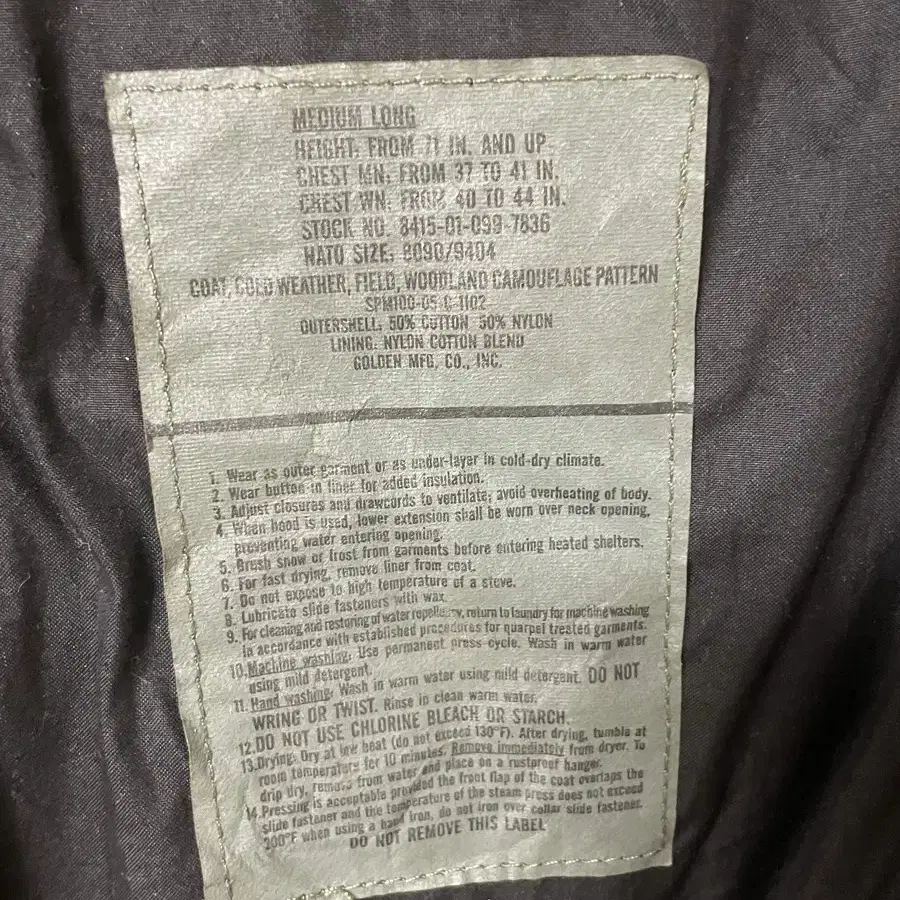 MEDIUM LONG
HEIGHT: FROM 71 IN. AND UP.
CHEST MN: FROM 37 TO 41 IN.
CHEST WN: FROM 40 TO 44 IN.
STOCK NO. 8415-01-099-7836
NATO SIZE: 8090/9404
COAT, COLD WEATHER, FIELD, WOODLAND CAMOUFLAGE PATTERN
SPM100-05-C-1102
OUTERSHELL: 50% COTTON 50% NYLON
LINING: NYLON COTTON BLEND
GOLDEN MFG. CO., INC.
1. Wear as outer garment or as under-layer in cold-dry climate.
2. Wear button in liner for added insulation.
3. Adjust closures and drawcords to ventilate; avoid overheating of body.
4. When hood is used, lower extension shall be worn over neck opening,
preventing water entering opening.
5. Brush snow or frost from garments before entering heated shelters.
6. For fast drying, remove liner from coat.
7. Do not expose to high temperature of a stove.
8. Lubricate slide fasteners with wax.
9. For cleaning and restoring of water repellency, return to laundry for machine washing
in accordance with established procedures for quarpel treated garments.
10. Machine washing: Use permanent press cycle. Wash in warm water
using mild detergent.
11. Hand washing: Wash in warm water using mild detergent. DO NOT
WRING OR TWIST. Rinse in clean warm water.
12. DO NOT USE CHLORINE BLEACH OR STARCH.
13. Drying: Dry at low heat (do not exceed 130°F). After drying, tumble at
room temperature for 10 minutes. Remove immediately from dryer. To
drip dry, remove from water and place on a rustproof hanger.
14. Pressing is acceptable provided the front flap of the coat overlaps the
slide fastener and the temperature of the steam press does not exceed
300°F when using a hand iron, do not iron over collar slide fastener.
DO NOT REMOVE THIS LABEL